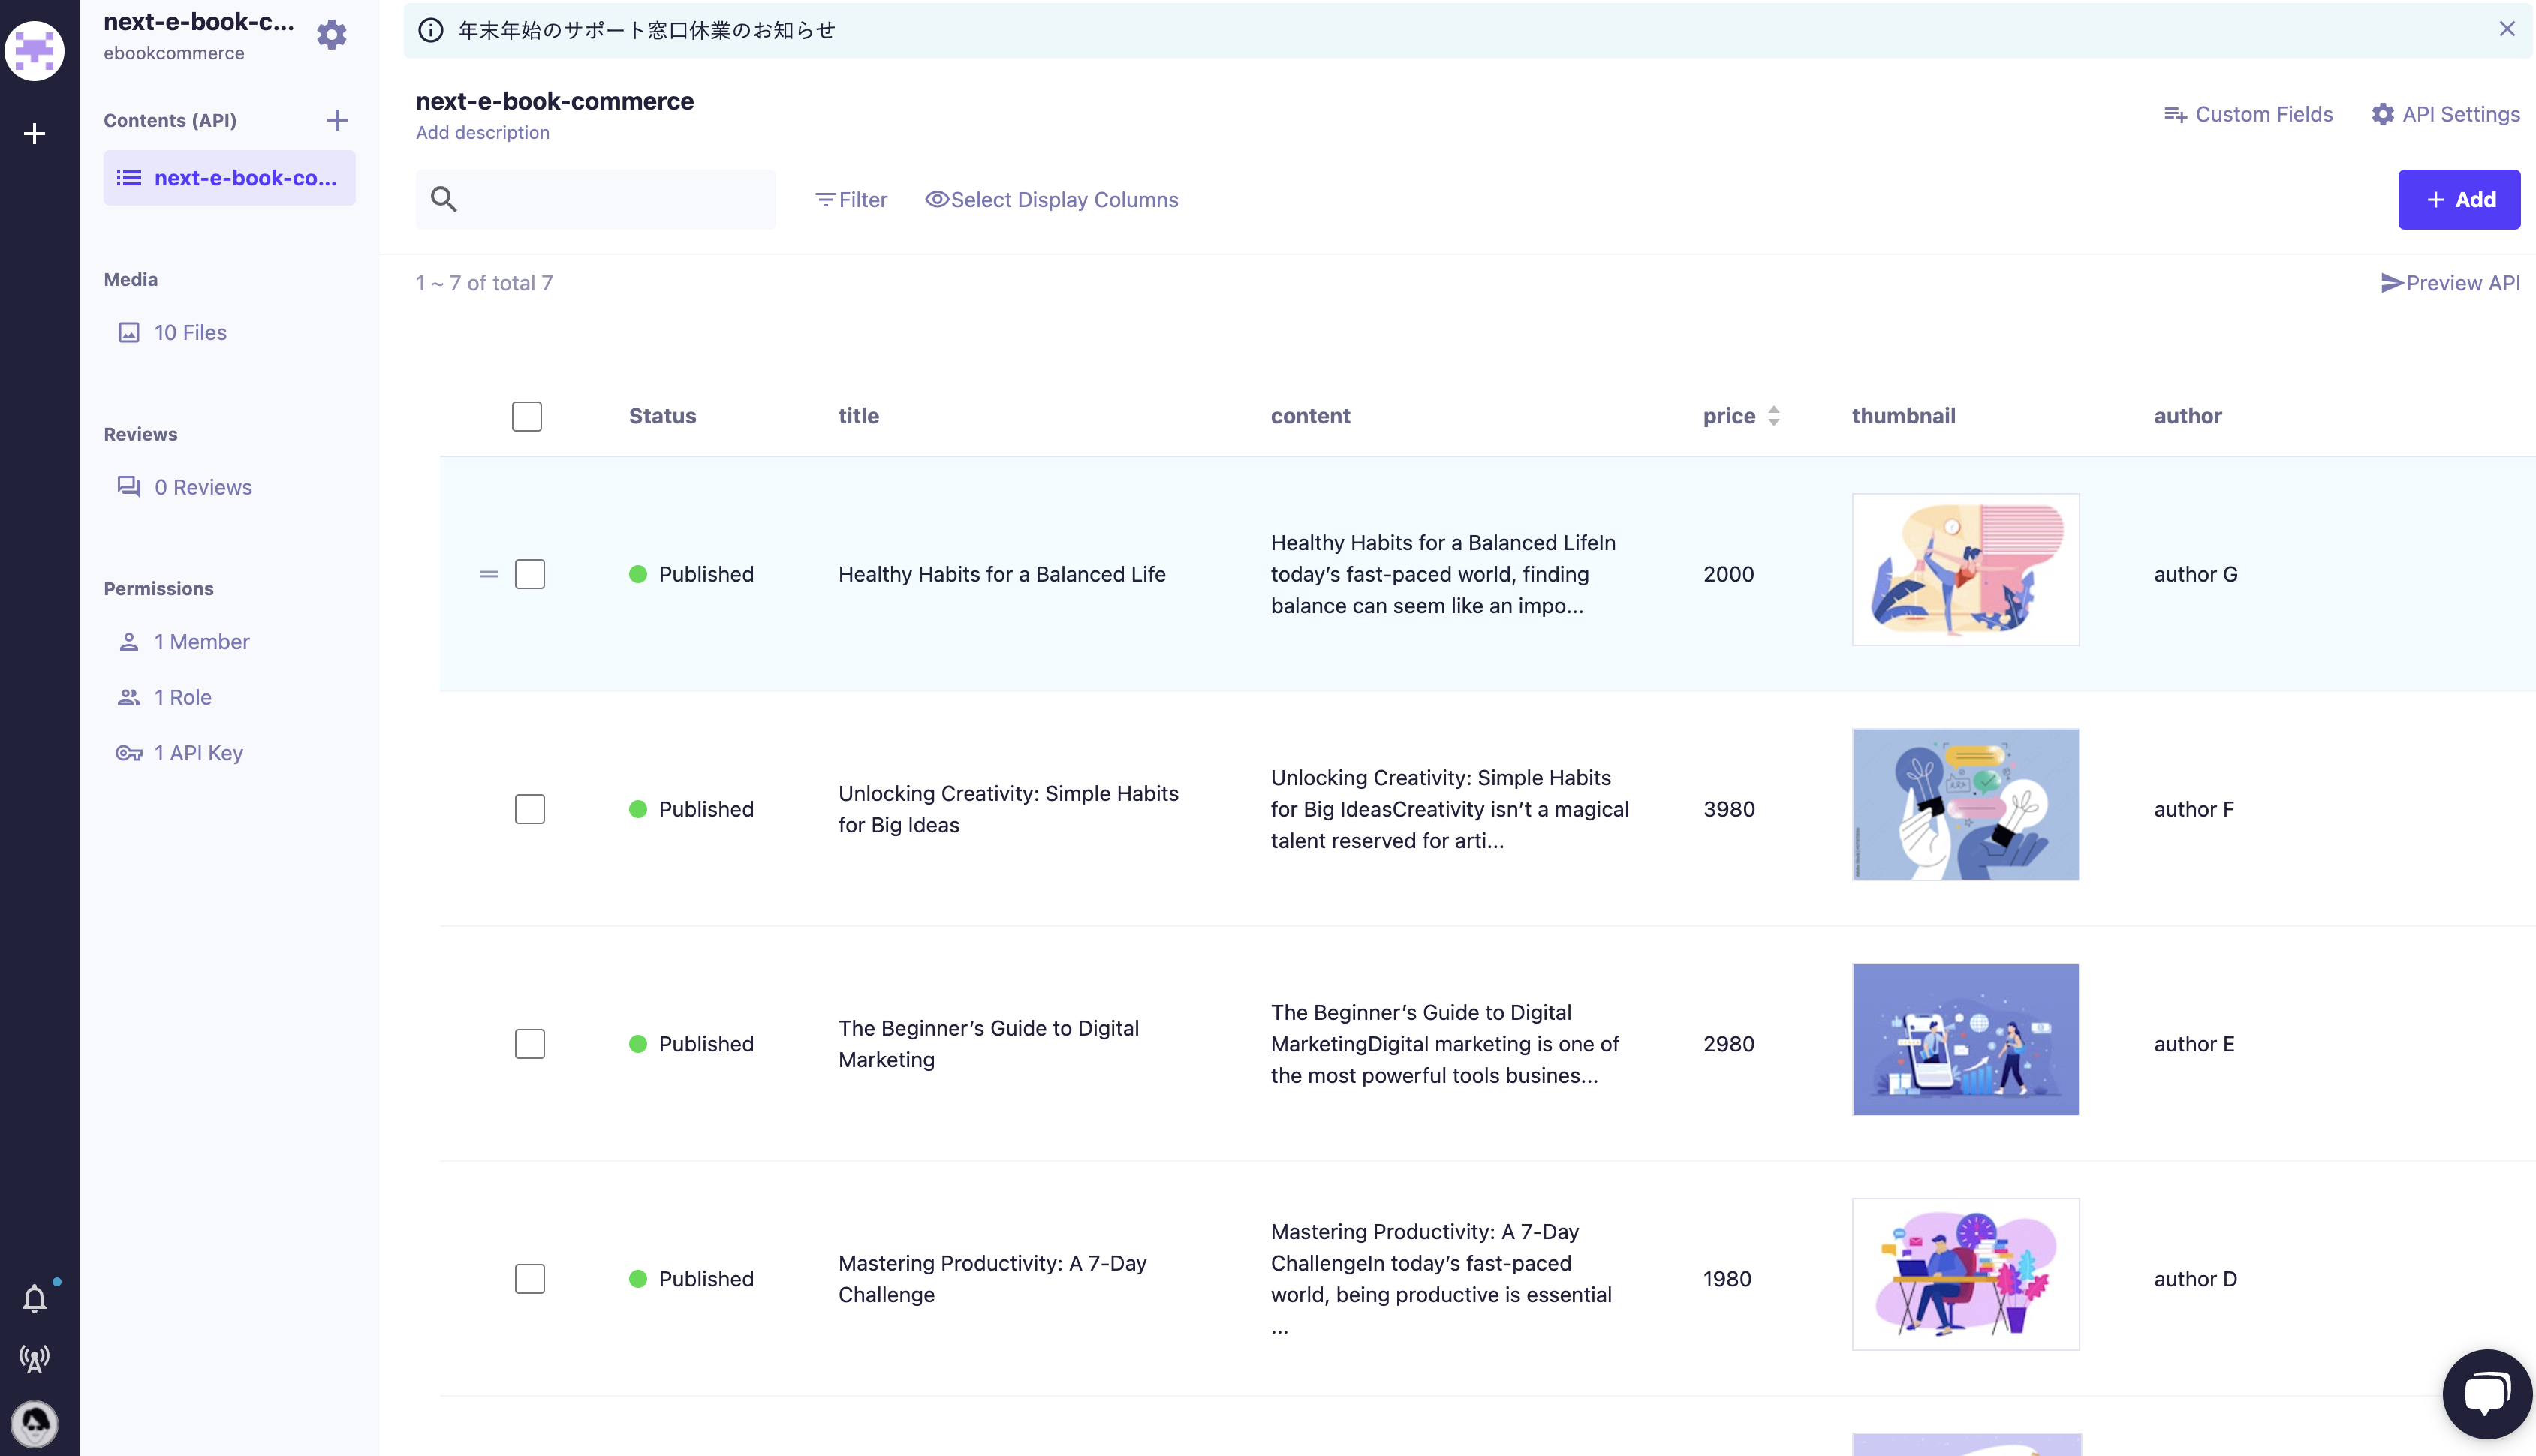 next-e-book-c...
ebookcommerce
Contents (API)
next-e-book-co...
Media
10 Files
Reviews
0 Reviews
Permissions
1 Member
1 Role
1 API Key
年末年始のサポート窓口休業のお知らせ
next-e-book-commerce
Add description
Custom Fields
API Settings
Filter
Select Display Columns
Add
1 ~ 7 of total 7
Preview API
Status title content price thumbnail author
Published
Healthy Habits for a Balanced Life
Healthy Habits for a Balanced LifeIn
today’s fast-paced world, finding
balance can seem like an impo...
2000
author G
Published
Unlocking Creativity: Simple Habits
for Big Ideas
Unlocking Creativity: Simple Habits
for Big IdeasCreativity isn’t a magical
talent reserved for arti...
3980
author F
Published
The Beginner’s Guide to Digital
Marketing
The Beginner’s Guide to Digital
MarketingDigital marketing is one of
the most powerful tools busines...
2980
author E
Published
Mastering Productivity: A 7-Day
Challenge
Mastering Productivity: A 7-Day
ChallengeIn today’s fast-paced
world, being productive is essential
...
1980
author D